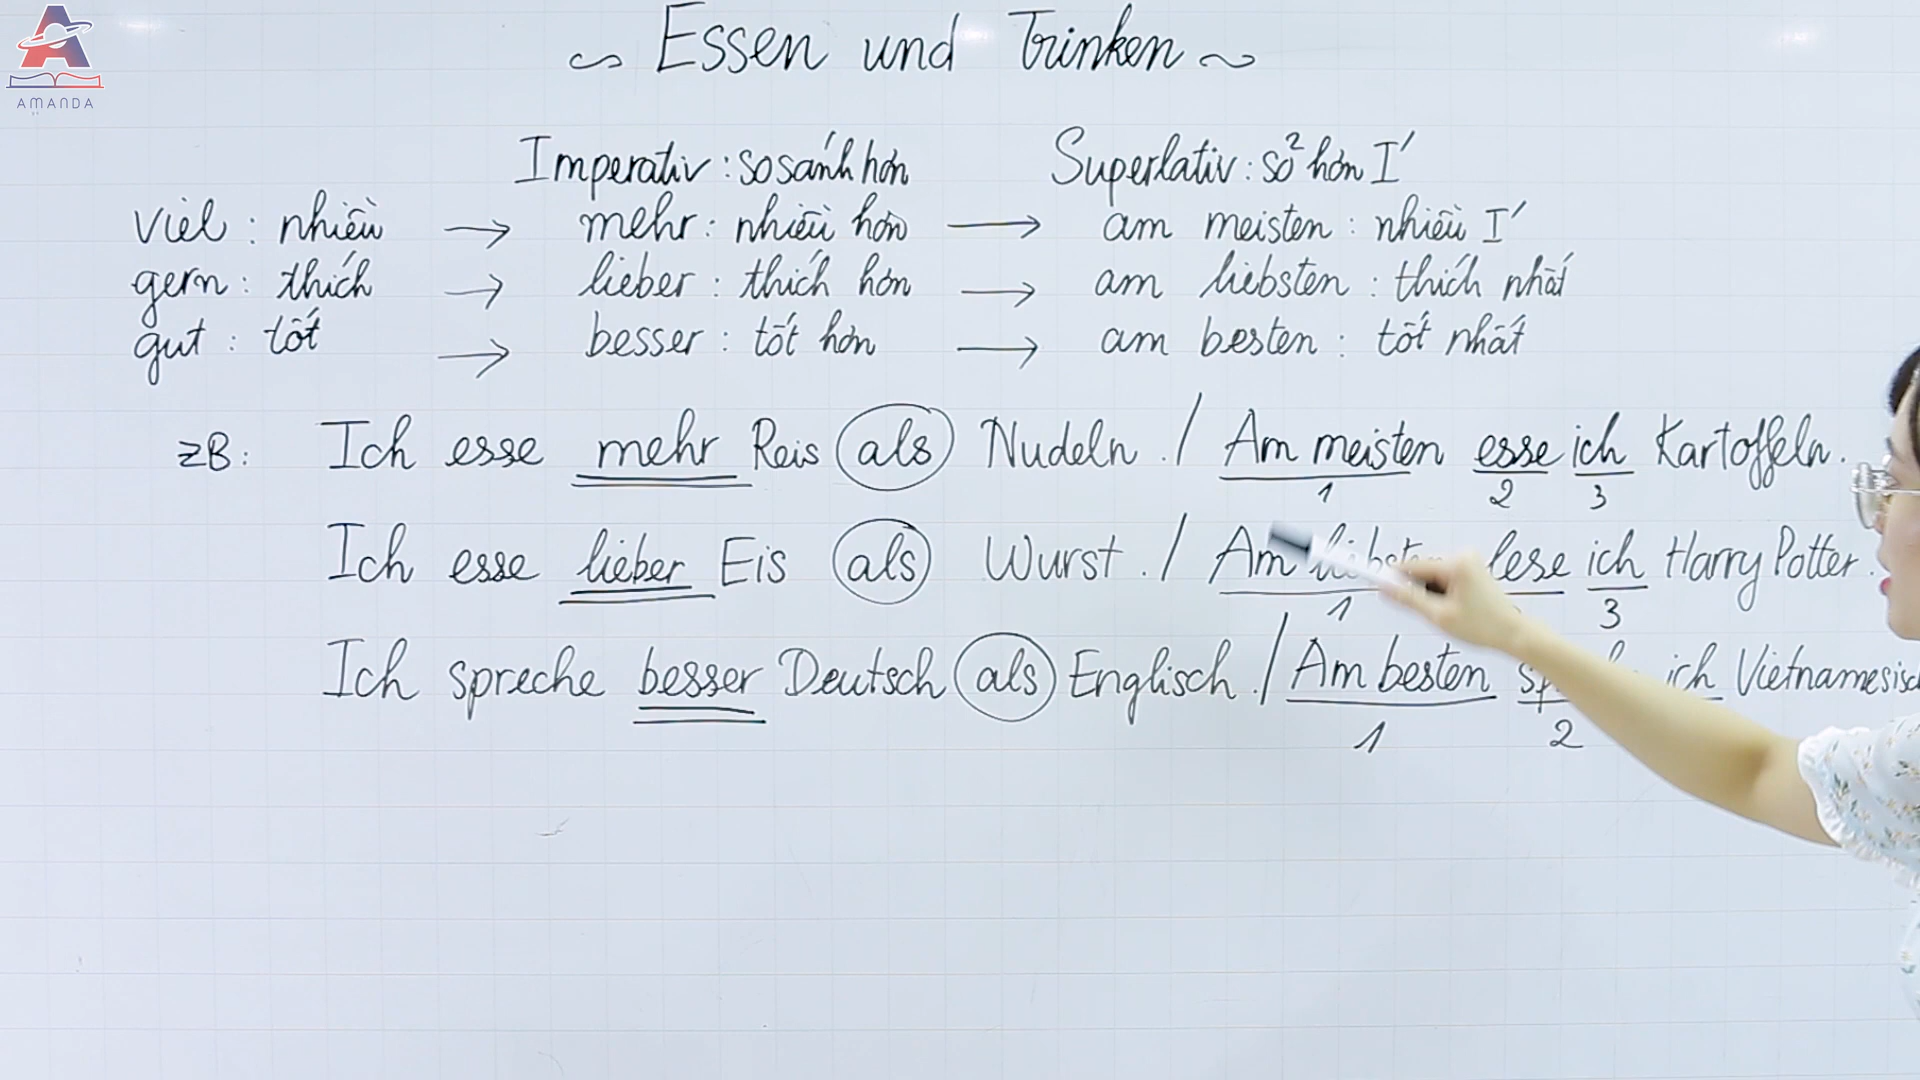 AMANDA
~ Essen und Trinken ~
Imperativ : so sánh hơn Superlativ : so² hơn I'
viel : nhiều → mehr : nhiều hơn → am meisten : nhiều I'
gern : thích → lieber : thích hơn → am liebsten : thích nhất
gut : tốt → besser : tốt hơn → am besten : tốt nhất
zB : Ich esse mehr Reis als Nudeln . / Am meisten esse ich Kartoffeln .
1 2 3
Ich esse lieber Eis als Wurst . / Am liebsten lese ich Harry Potter .
1 3
Ich spreche besser Deutsch als Englisch . / Am besten ich
1 2